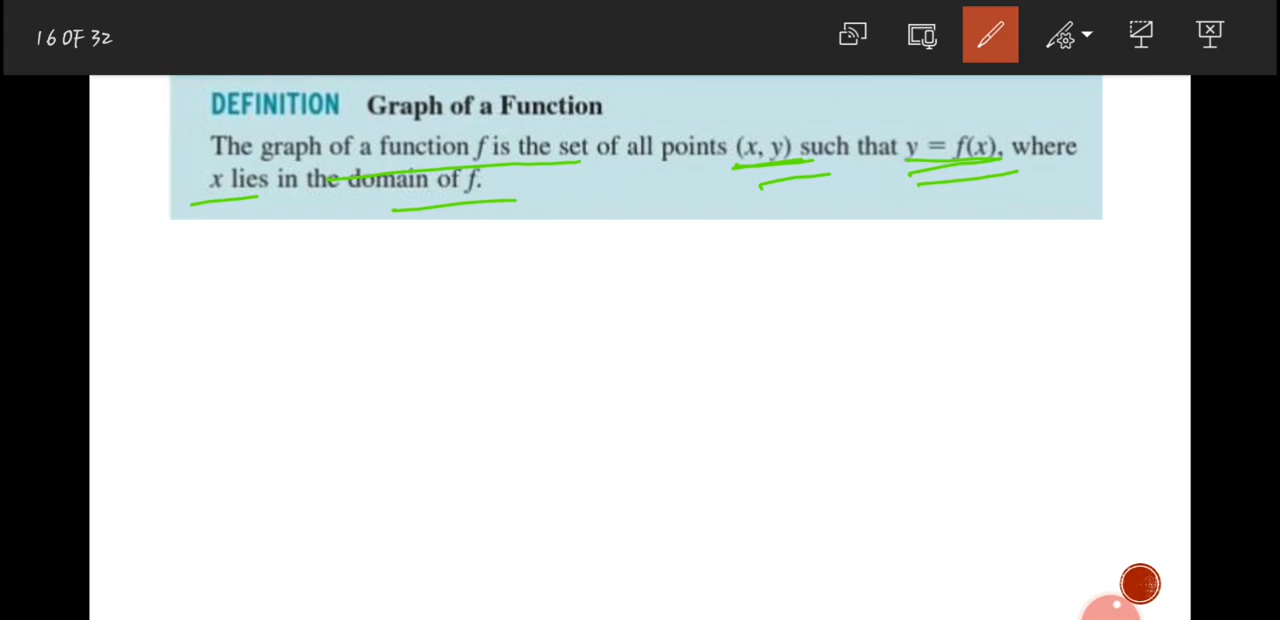 16 OF 32
DEFINITION Graph of a Function
The graph of a function f is the set of all points (x, y) such that y = f(x), where
x lies in the domain of f.